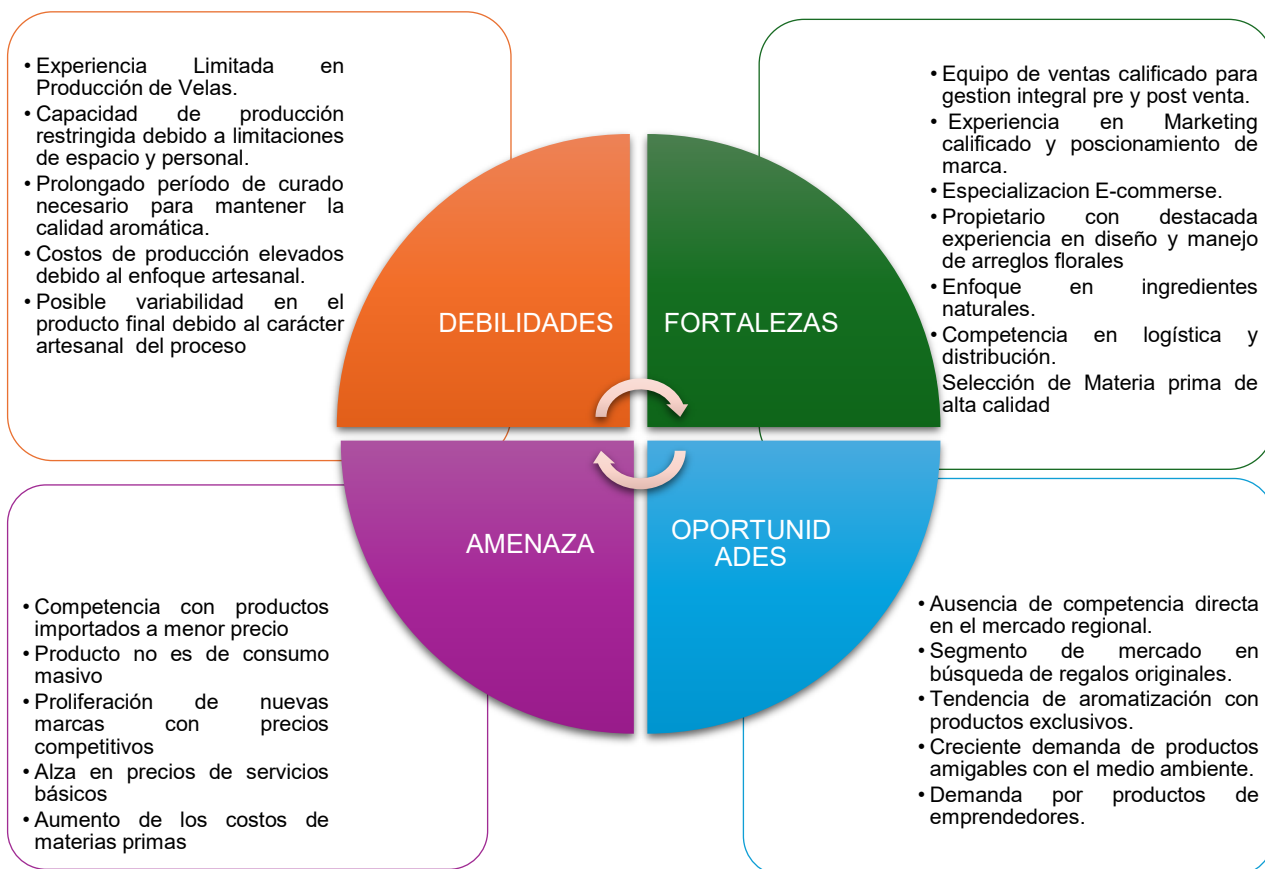 • Experiencia Limitada en
Producción de Velas.
• Capacidad de producción
restringida debido a limitaciones
de espacio y personal.
• Prolongado período de curado
necesario para mantener la
calidad aromática.
• Costos de producción elevados
debido al enfoque artesanal.
• Posible variabilidad en el
producto final debido al carácter
artesanal del proceso
DEBILIDADES
FORTALEZAS
• Equipo de ventas calificado para
gestion integral pre y post venta.
• Experiencia en Marketing
calificado y poscionamiento de
marca.
• Especializacion E-commerse.
• Propietario con destacada
experiencia en diseño y manejo
de arreglos florales
• Enfoque en ingredientes
naturales.
• Competencia en logística y
distribución.
Selección de Materia prima de
alta calidad
AMENAZA
OPORTUNID
ADES
• Competencia con productos
importados a menor precio
• Producto no es de consumo
masivo
• Proliferación de nuevas
marcas con precios
competitivos
• Alza en precios de servicios
básicos
• Aumento de los costos de
materias primas
• Ausencia de competencia directa
en el mercado regional.
• Segmento de mercado en
búsqueda de regalos originales.
• Tendencia de aromatización con
productos exclusivos.
• Creciente demanda de productos
amigables con el medio ambiente.
• Demanda por productos de
emprendedores.